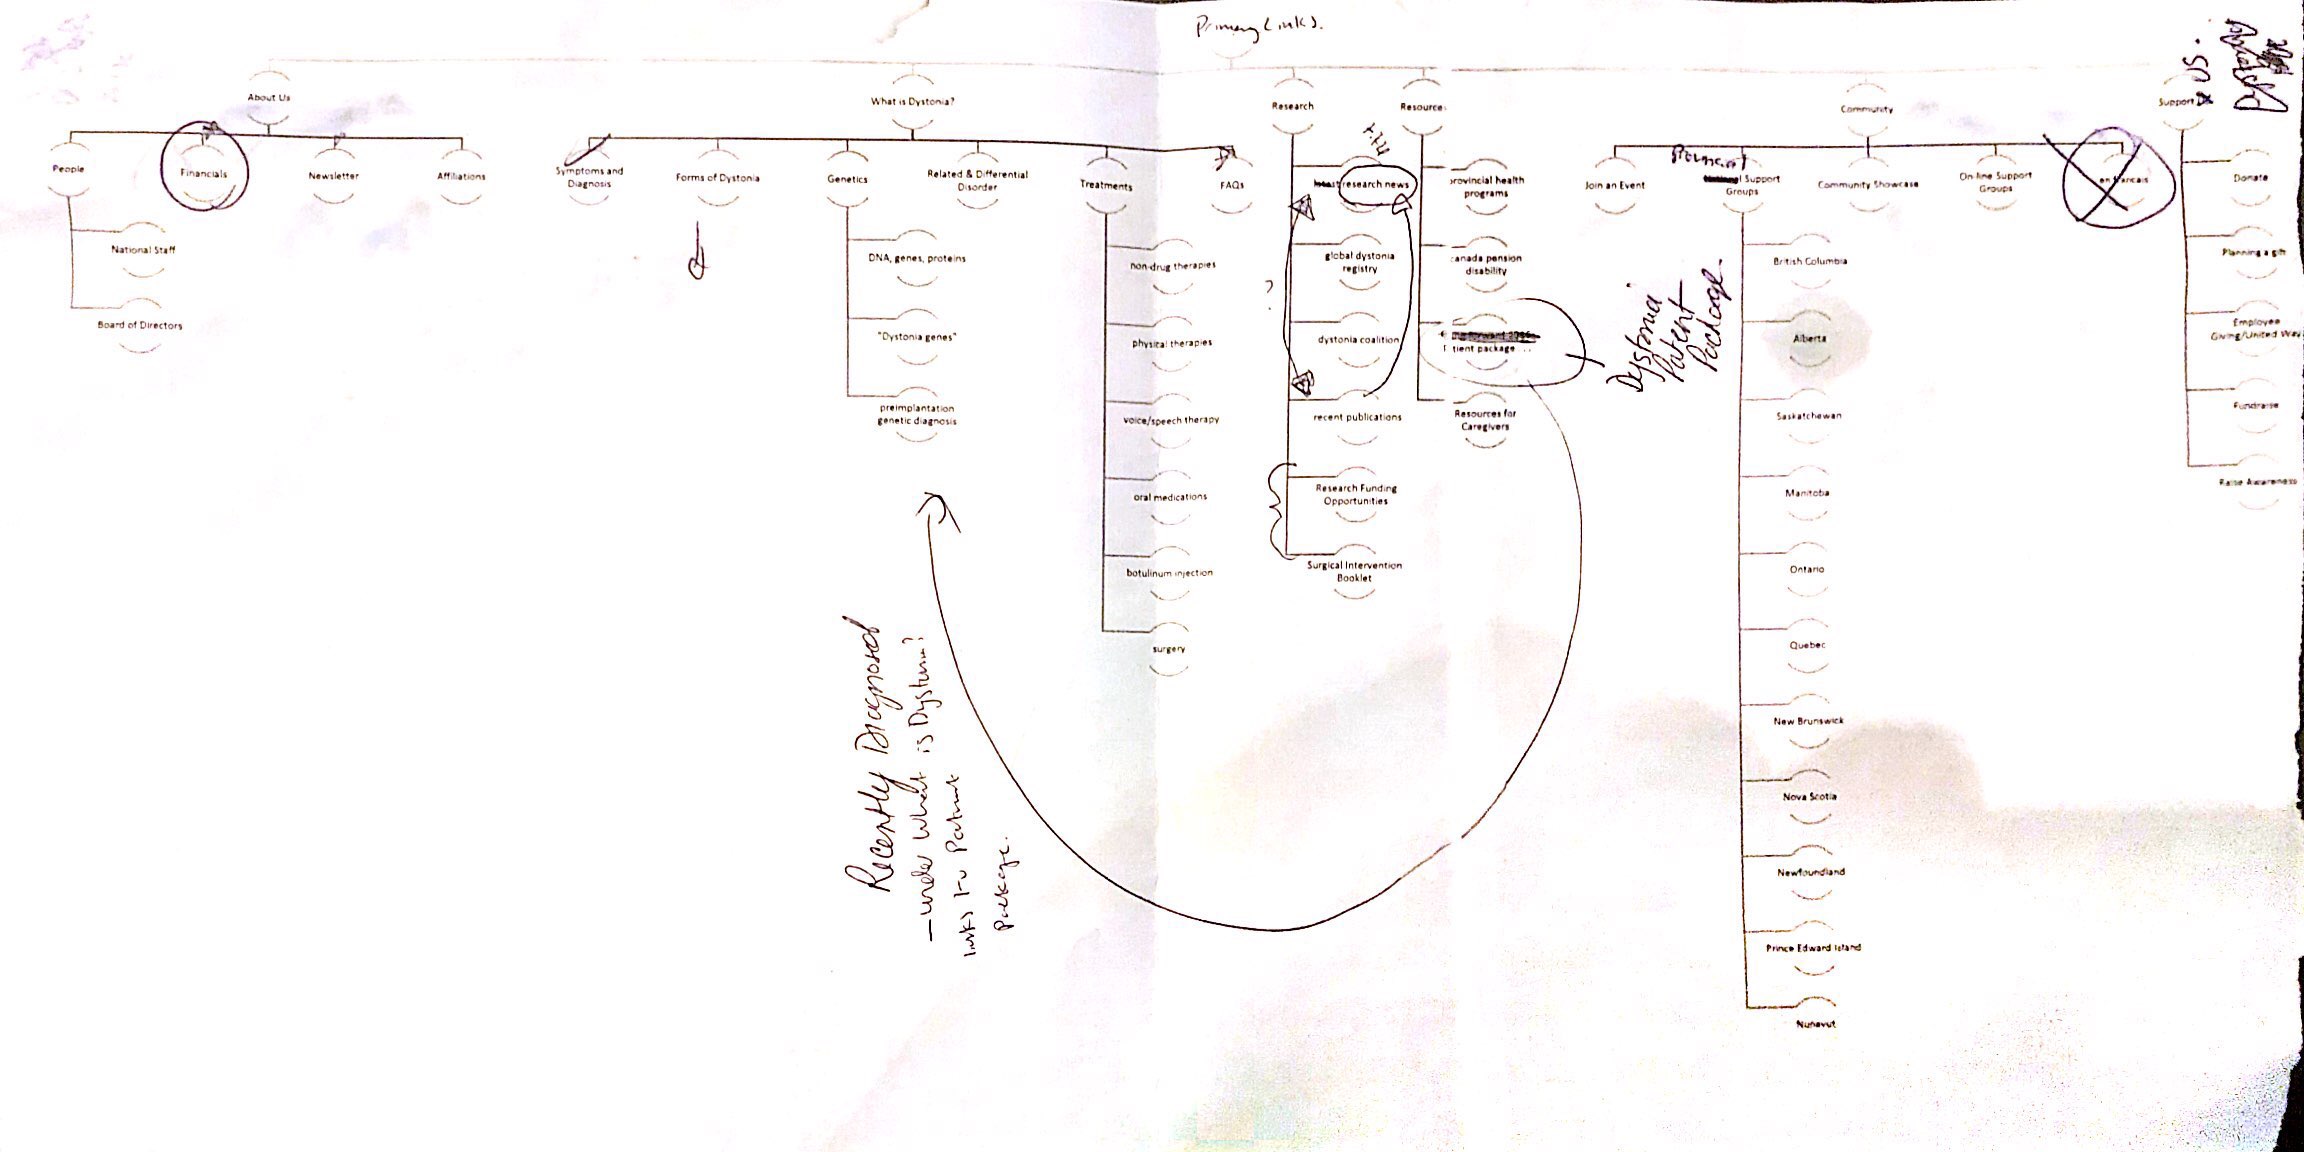 Primary Links.
About Us
What is Dystonia?
Research
Resources
Community
Support
US.
People
Financials
Newsletter
Affiliations
Symptoms and
Diagnosis
Forms of Dystonia
Genetics
Related & Differential
Disorder
Treatments
FAQs
research news
provincial health
programs
Join an Event
Support
Groups
Community Showcase
On-line Support
Groups
en francais
Donate
National Staff
Board of Directors
DNA, genes, proteins
"Dystonia genes"
preimplantation
genetic diagnosis
non-drug therapies
physical therapies
voice/speech therapy
oral medications
botulinum injection
surgery
?
global dystonia
registry
dystonia coalition
recent publications
Research Funding
Opportunities
Surgical Intervention
Booklet
canada pension
disability
Patient package...
Resources for
Caregivers
Dystonia
Patient
Package.
British Columbia
Alberta
Saskatchewan
Manitoba
Ontario
Quebec
New Brunswick
Nova Scotia
Newfoundland
Prince Edward Island
Nunavut
Planning a gift
Employee
Giving/United Way
Fundraise
Raise Awareness
Recently Diagnosed
- under What is Dystonia?
links to Patient
Package.